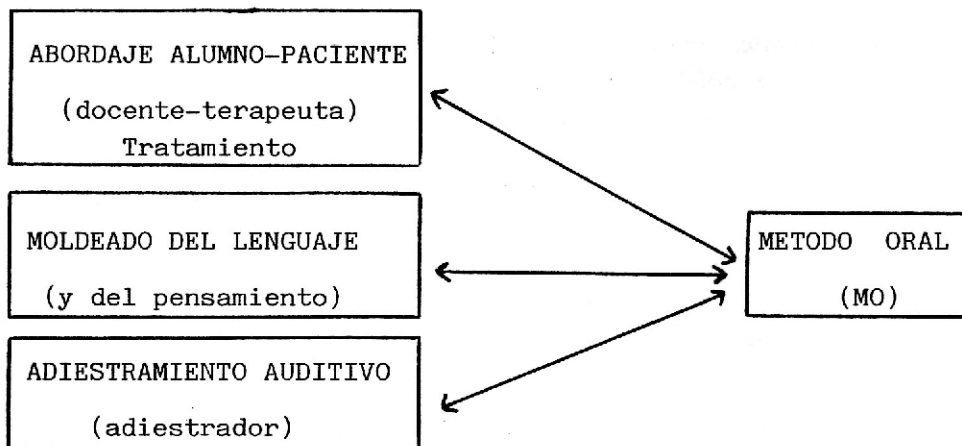 ABORDAJE ALUMNO-PACIENTE
(docente-terapeuta)
Tratamiento
MOLDEADO DEL LENGUAJE
(y del pensamiento)
ADIESTRAMIENTO AUDITIVO
(adiestrador)
METODO ORAL
(MO)